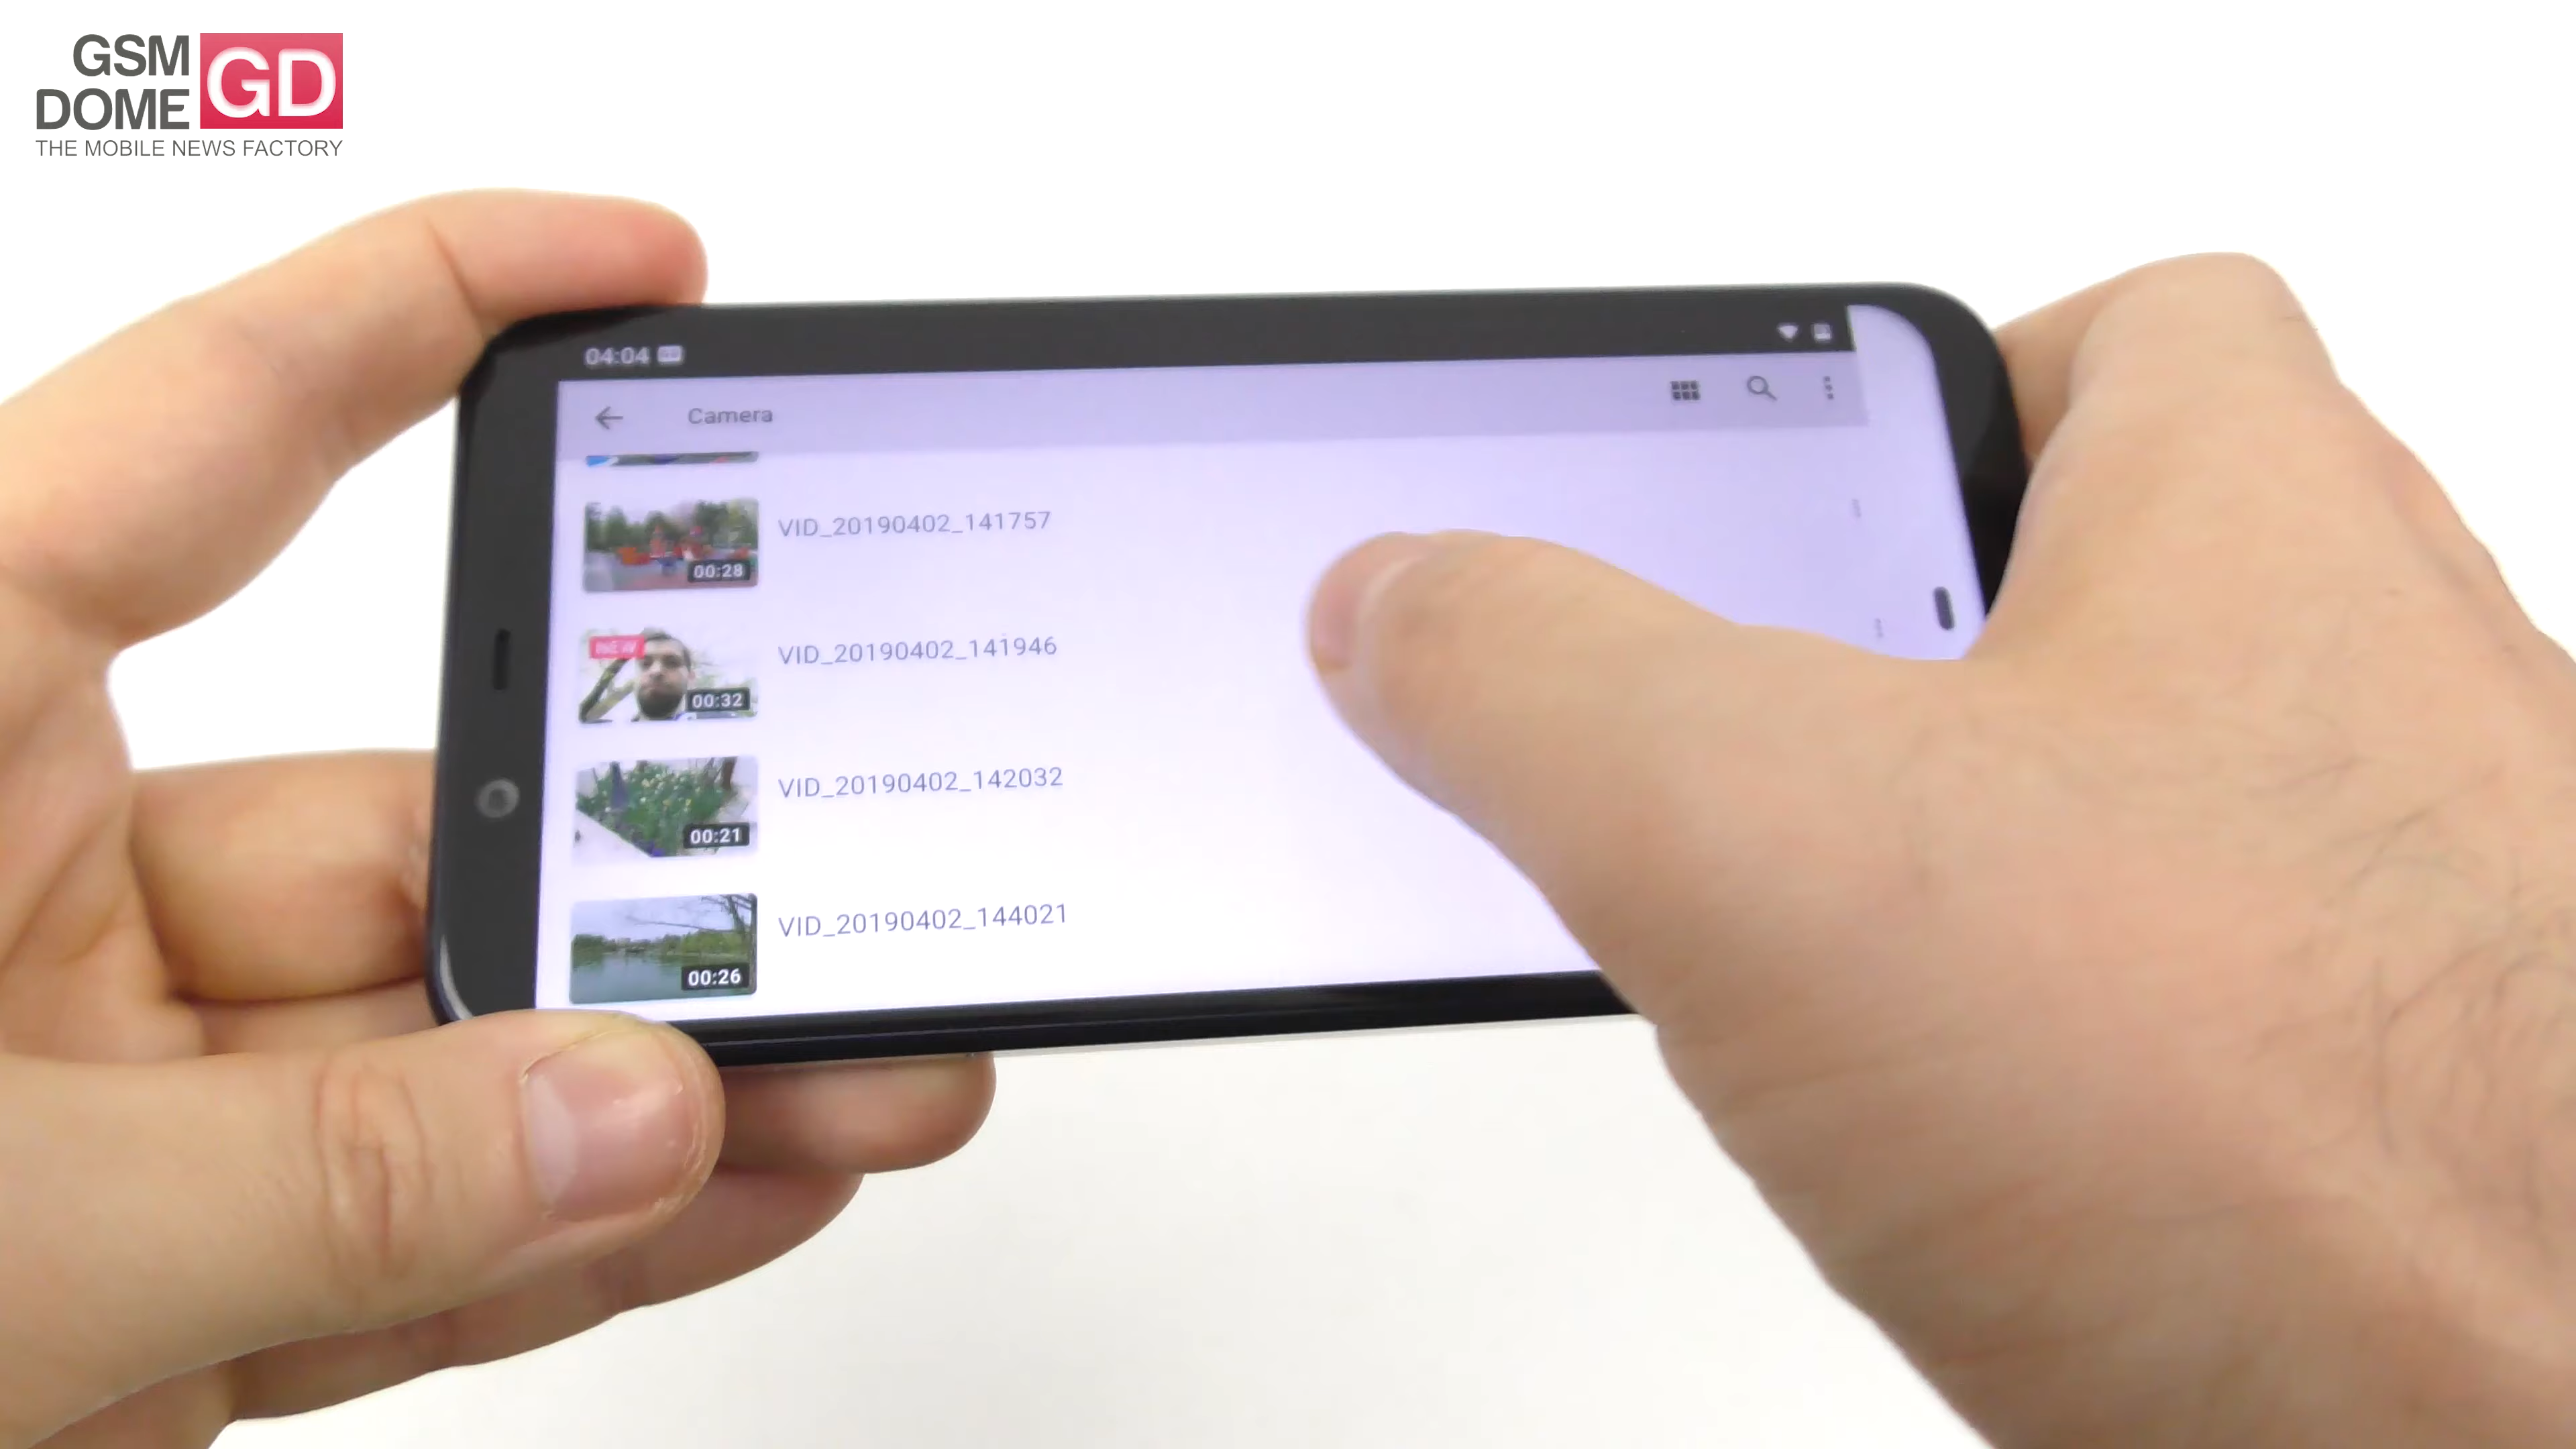 GSM
DOME
GD
THE MOBILE NEWS FACTORY
04:04
Camera
VID_20190402_141757
00:28
NEW
VID_20190402_141946
00:32
VID_20190402_142032
00:21
VID_20190402_144021
00:26